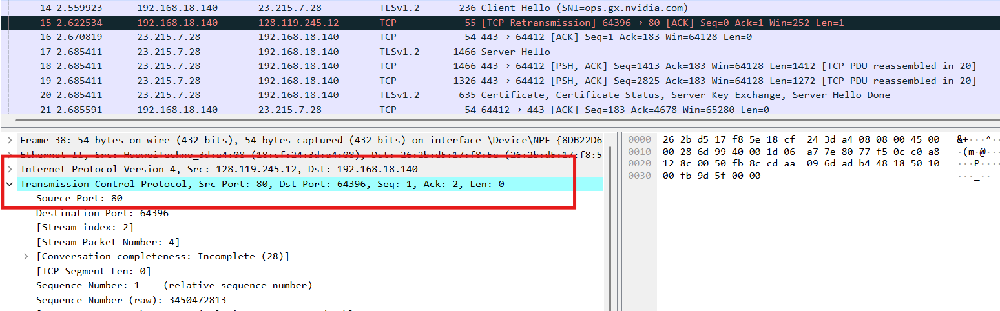 14 2.559923 192.168.18.140 23.215.7.28 TLSv1.2 236 Client Hello (SNI=ops.gx.nvidia.com)
15 2.622534 192.168.18.140 128.119.245.12 TCP 55 [TCP Retransmission] 64396 → 80 [ACK] Seq=0 Ack=1 Win=252 Len=1
16 2.670819 23.215.7.28 192.168.18.140 TCP 54 443 → 64412 [ACK] Seq=1 Ack=183 Win=64128 Len=0
17 2.685411 23.215.7.28 192.168.18.140 TLSv1.2 1466 Server Hello
18 2.685411 23.215.7.28 192.168.18.140 TCP 1466 443 → 64412 [PSH, ACK] Seq=1413 Ack=183 Win=64128 Len=1412 [TCP PDU reassembled in 20]
19 2.685411 23.215.7.28 192.168.18.140 TCP 1326 443 → 64412 [PSH, ACK] Seq=2825 Ack=183 Win=64128 Len=1272 [TCP PDU reassembled in 20]
20 2.685411 23.215.7.28 192.168.18.140 TLSv1.2 635 Certificate, Certificate Status, Server Key Exchange, Server Hello Done
21 2.685591 192.168.18.140 23.215.7.28 TCP 54 64412 → 443 [ACK] Seq=183 Ack=4678 Win=65280 Len=0
Frame 38: 54 bytes on wire (432 bits), 54 bytes captured (432 bits) on interface \Device\NPF_{8DB22D6
Ethernet II, Src: HuaweiTechno_3d:a4:08 (18:cf:24:3d:a4:08), Dst: 26:2b:d5:17:f8:5e (26:2b:d5:17:f8:5e
Internet Protocol Version 4, Src: 128.119.245.12, Dst: 192.168.18.140
Transmission Control Protocol, Src Port: 80, Dst Port: 64396, Seq: 1, Ack: 2, Len: 0
Source Port: 80
Destination Port: 64396
[Stream index: 2]
[Stream Packet Number: 4]
[Conversation completeness: Incomplete (28)]
[TCP Segment Len: 0]
Sequence Number: 1 (relative sequence number)
Sequence Number (raw): 3450472813
0000 26 2b d5 17 f8 5e 18 cf 24 3d a4 08 08 00 45 00 &+···^··
0010 00 28 6d 99 40 00 1d 06 a7 7e 80 77 f5 0c c0 a8 ·(m·@···
0020 12 8c 00 50 fb 8c cd aa 09 6d ad b4 48 18 50 10 ···P····
0030 00 fb 9d 5f 00 00 ···_··